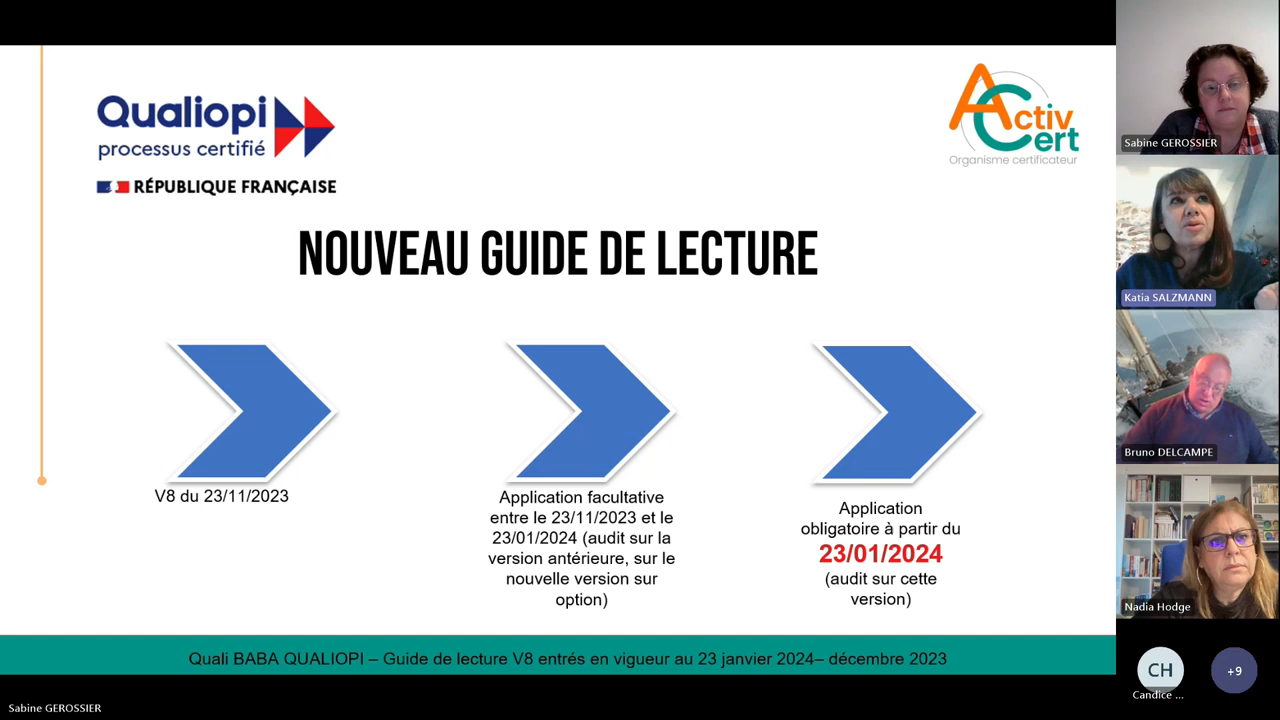 Qualiopi
processus certifié
RÉPUBLIQUE FRANÇAISE
Activ
Cert
Organisme certificateur
NOUVEAU GUIDE DE LECTURE
V8 du 23/11/2023
Application facultative
entre le 23/11/2023 et le
23/01/2024 (audit sur la
version antérieure, sur le
nouvelle version sur
option)
Application
obligatoire à partir du
23/01/2024
(audit sur cette
version)
Quali BABA QUALIOPI – Guide de lecture V8 entrés en vigueur au 23 janvier 2024– décembre 2023
Sabine GEROSSIER
Katia SALZMANN
Bruno DELCAMPE
Nadia Hodge
CH
Candice ...
+9
Sabine GEROSSIER